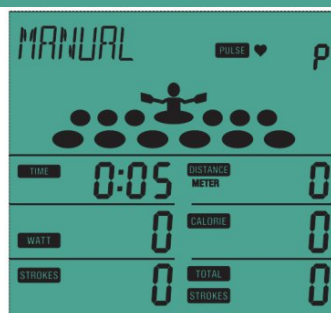 MANUAL PULSE P
TIME 0:05 DISTANCE METER 0
WATT 0 CALORIE 0
STROKES 0 TOTAL STROKES 0